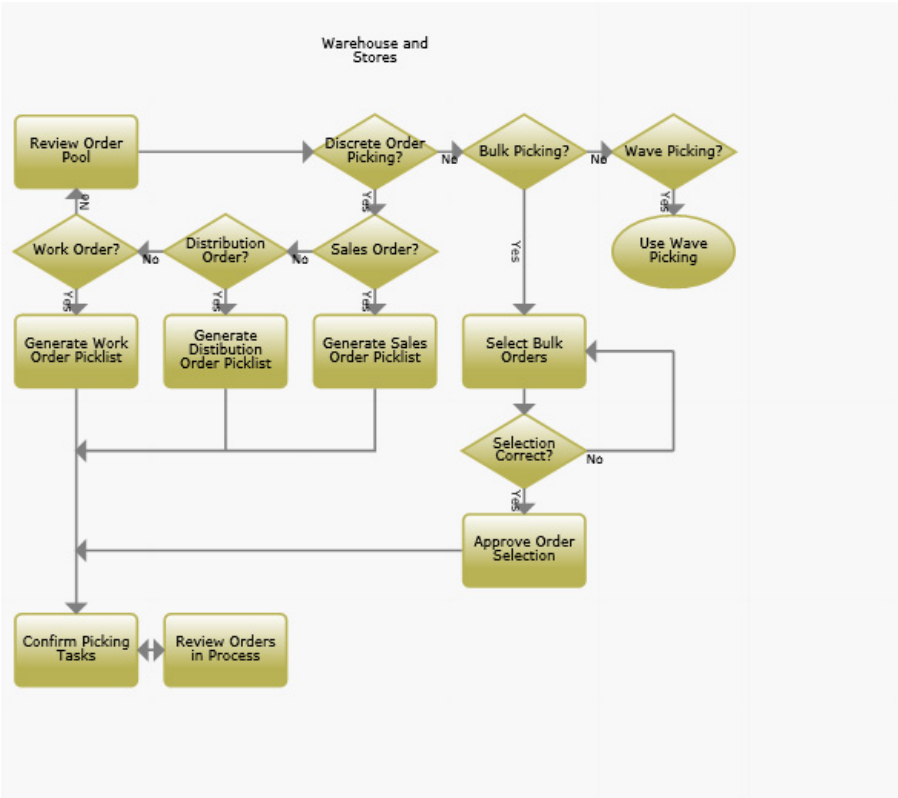 Warehouse and
Stores
Review Order
Pool
Discrete Order
Picking?
No
Bulk Picking?
No
Wave Picking?
No
Yes
Yes
Work Order?
No
Distribution
Order?
No
Sales Order?
Yes
Use Wave
Picking
Yes
Yes
Yes
Generate Work
Order Picklist
Generate
Distibution
Order Picklist
Generate Sales
Order Picklist
Select Bulk
Orders
Selection
Correct?
No
Yes
Approve Order
Selection
Confirm Picking
Tasks
Review Orders
in Process